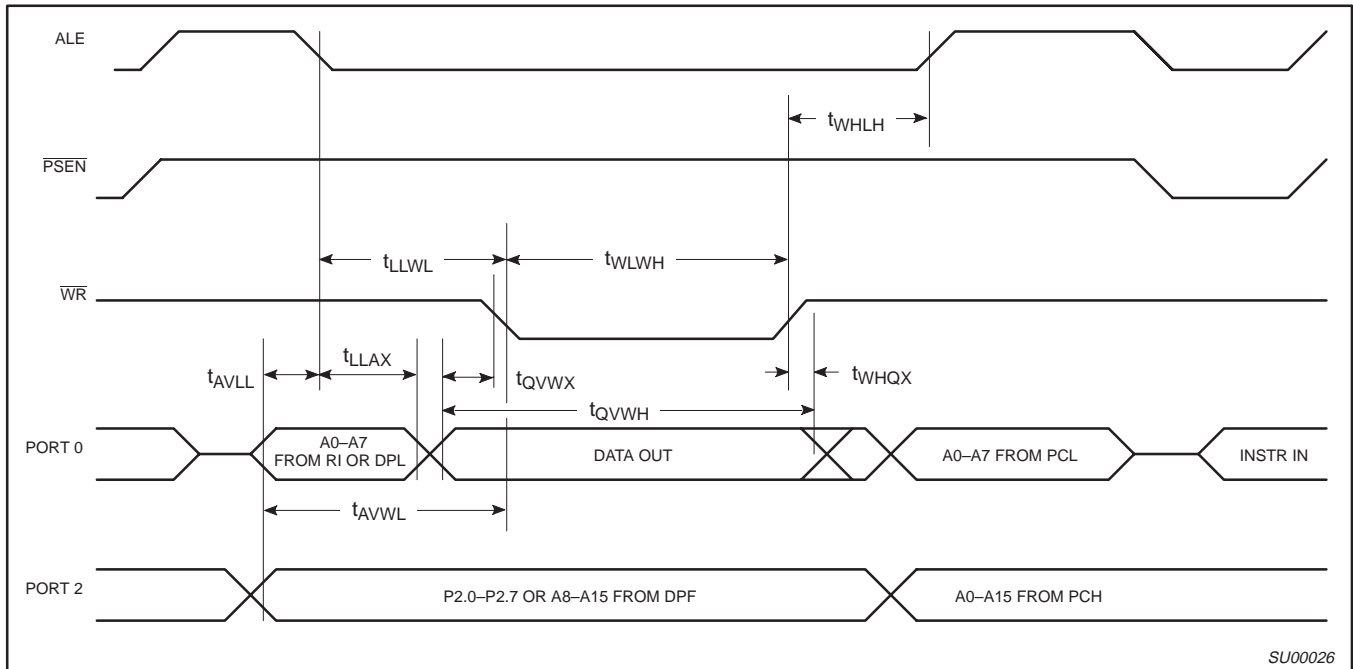 ALE
tWHLH
PSEN
tLLWL
tWLWH
WR
tLLAX
tAVLL
tQVWX
tWHQX
tQVWH
PORT 0
A0–A7
FROM RI OR DPL
DATA OUT
A0–A7 FROM PCL
INSTR IN
tAVWL
PORT 2
P2.0–P2.7 OR A8–A15 FROM DPF
A0–A15 FROM PCH
SU00026